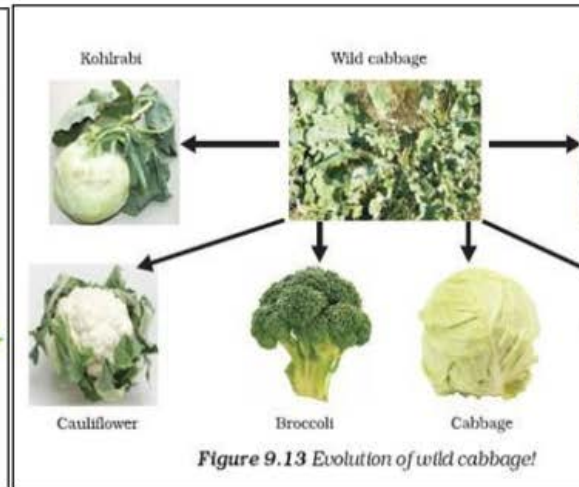 Kohlrabi
Wild cabbage
Cauliflower
Broccoli
Cabbage
Figure 9.13 Evolution of wild cabbage!